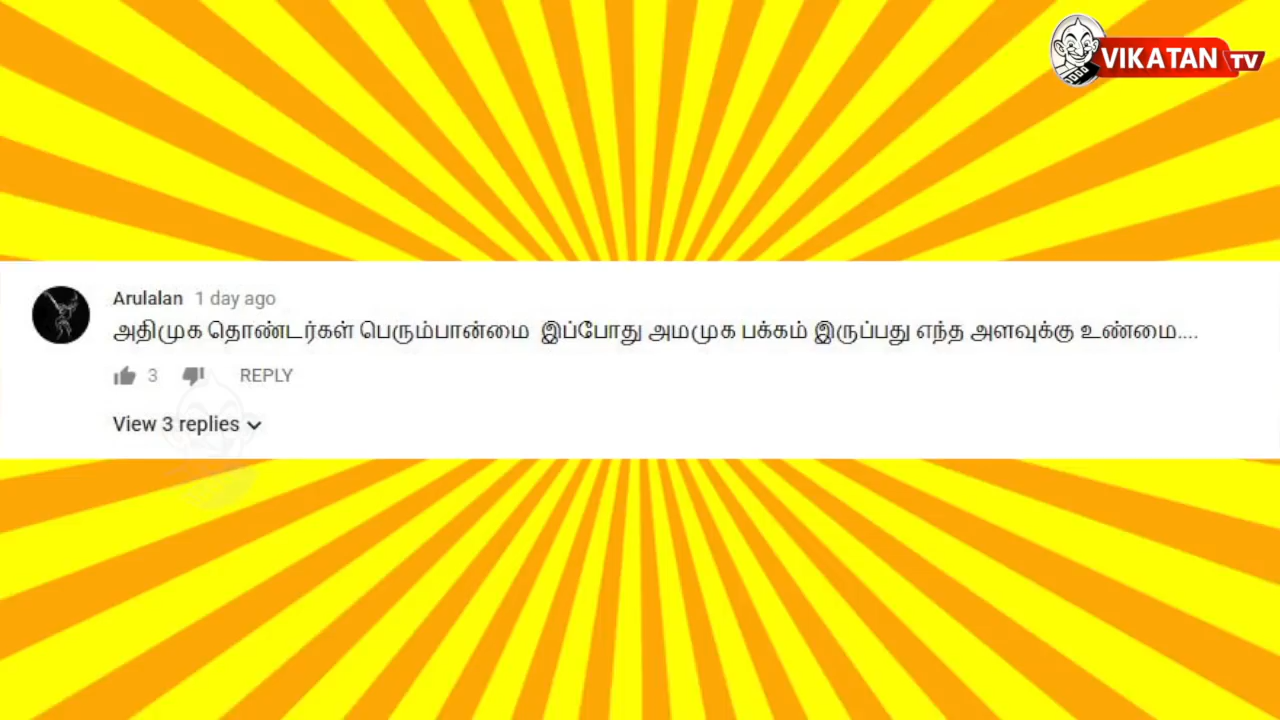 VIKATAN TV
Arulalan 1 day ago
அதிமுக தொண்டர்கள் பெரும்பான்மை இப்போது அமமுக பக்கம் இருப்பது எந்த அளவுக்கு உண்மை....
3 REPLY
View 3 replies